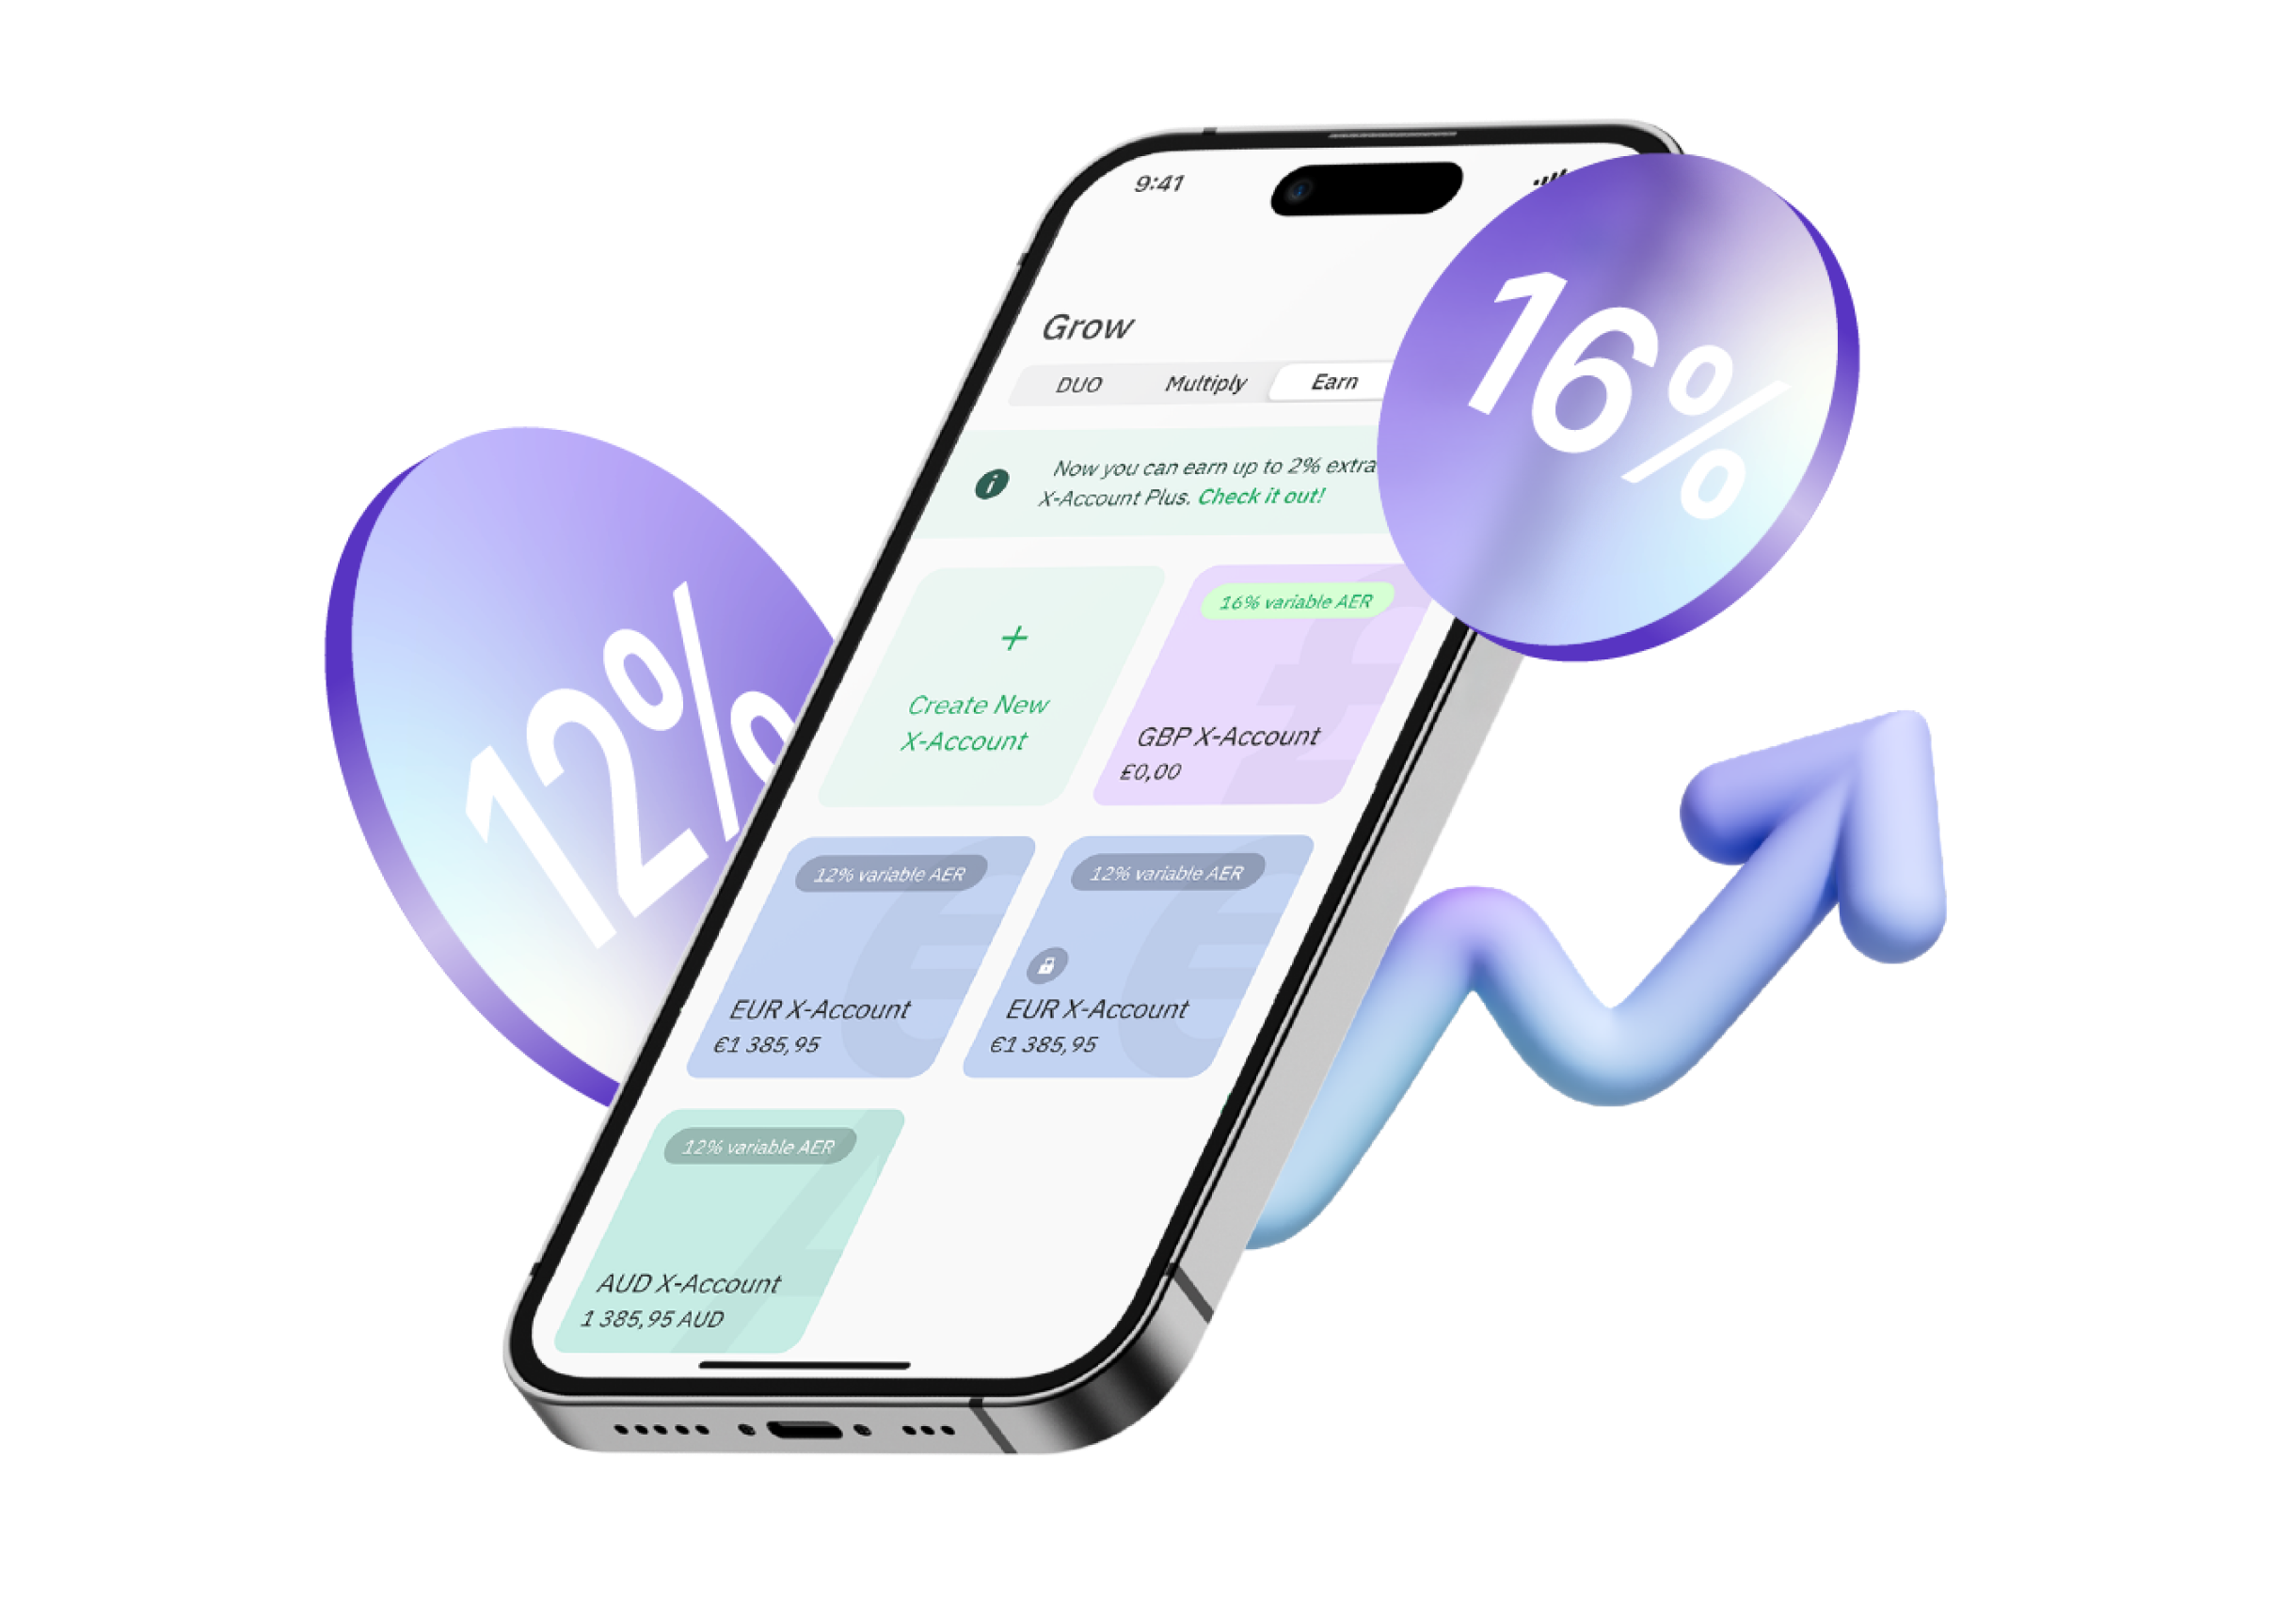 9:41
16%
Grow
DUO Multiply Earn
Now you can earn up to 2% extra
X-Account Plus. Check it out!
12%
+
Create New
X-Account
16% variable AER
GBP X-Account
£0,00
12% variable AER
EUR X-Account
€1 385,95
12% variable AER
EUR X-Account
€1 385,95
12% variable AER
AUD X-Account
1 385,95 AUD